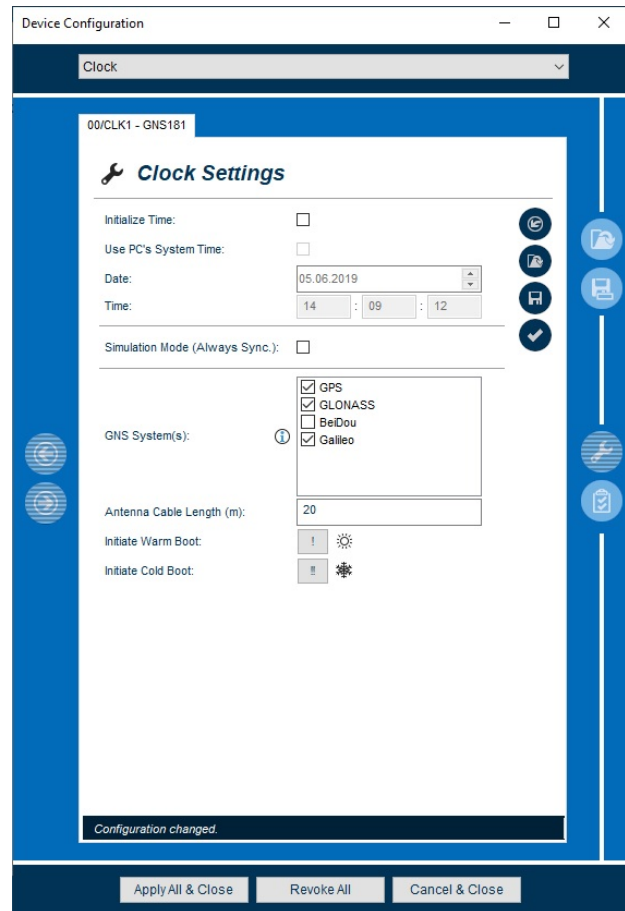 Device Configuration
Clock
00/CLK1 - GNS181
Clock Settings
Initialize Time:
Use PC's System Time:
Date: 05.06.2019
Time: 14 : 09 : 12
Simulation Mode (Always Sync.):
GPS
GLONASS
BeiDou
GNS System(s): Galileo
Antenna Cable Length (m): 20
Initiate Warm Boot: !
Initiate Cold Boot: !!
Configuration changed.
Apply All & Close Revoke All Cancel & Close